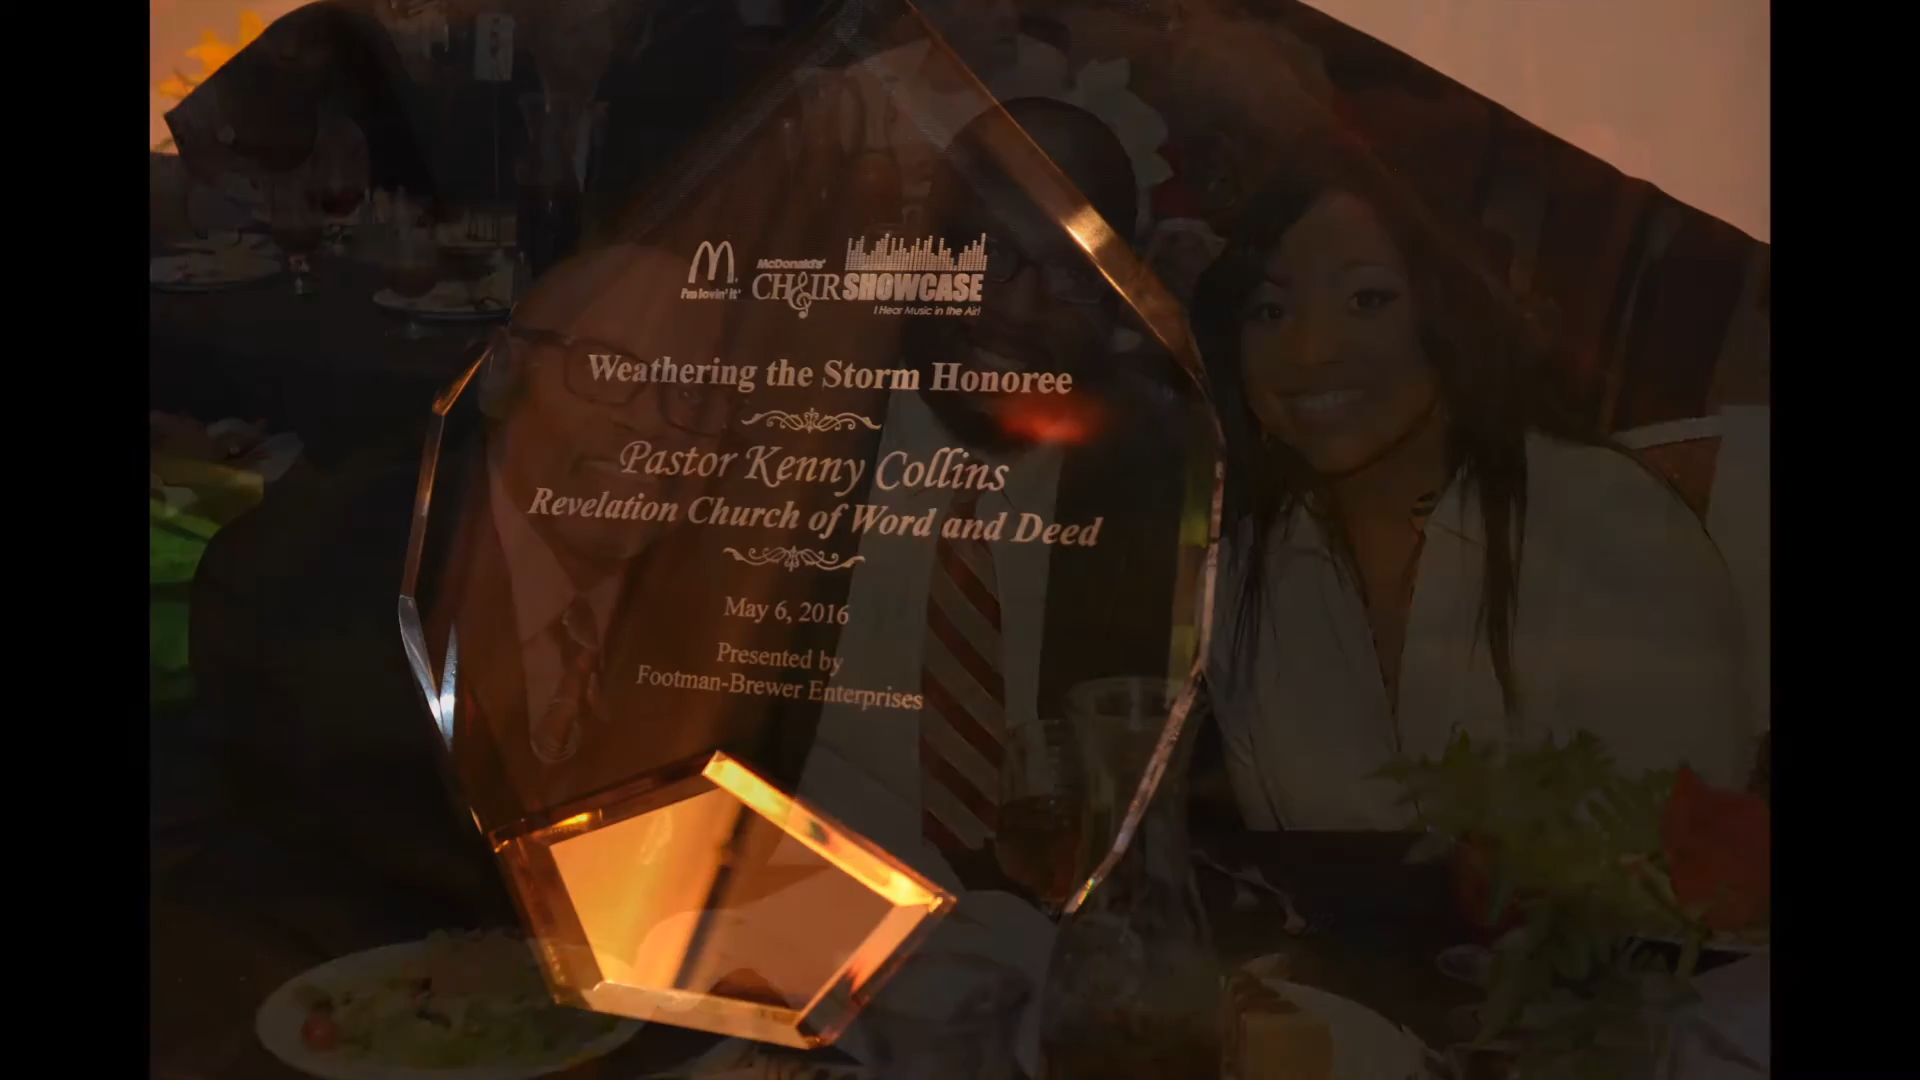 McDonald's'
CHOIR SHOWCASE
i'm lovin' it
I Hear Music in the Air!
Weathering the Storm Honoree
Pastor Kenny Collins
Revelation Church of Word and Deed
May 6, 2016
Presented by
Footman-Brewer Enterprises